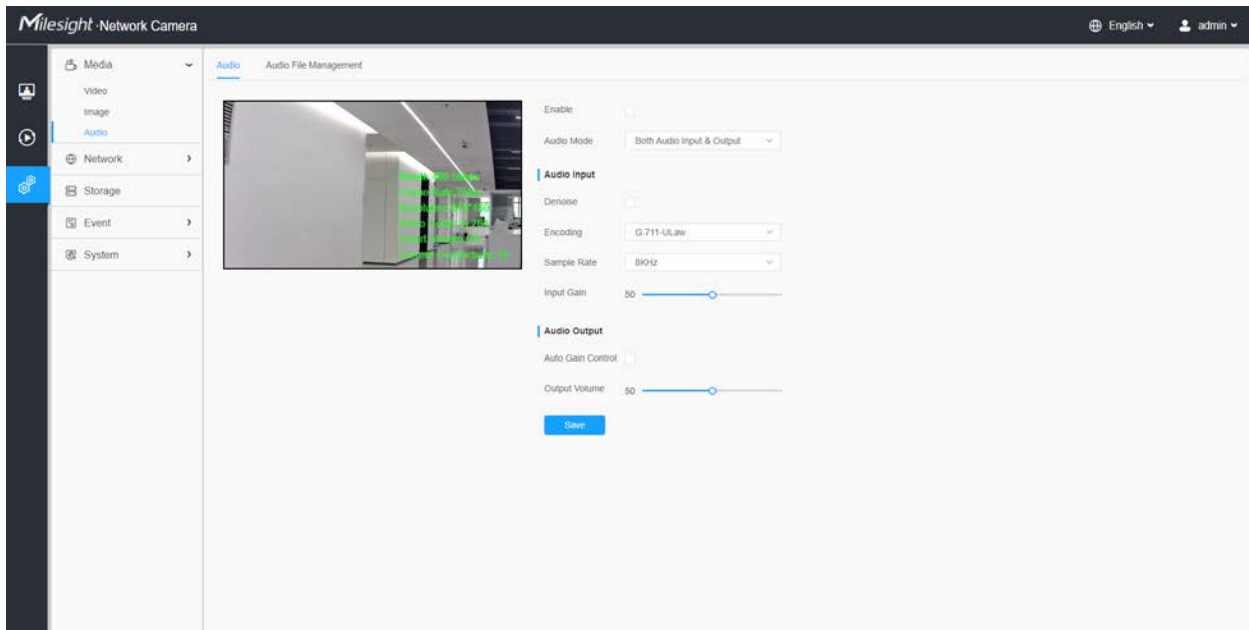 Milesight · Network Camera
English
admin
Media
Video
Image
Audio
Network
Storage
Event
System
Audio Audio File Management
Enable
Audio Mode Both Audio Input & Output
Audio Input
Denoise
Encoding G.711-ULaw
Sample Rate 8KHz
Input Gain 50
Audio Output
Auto Gain Control
Output Volume 50
Save